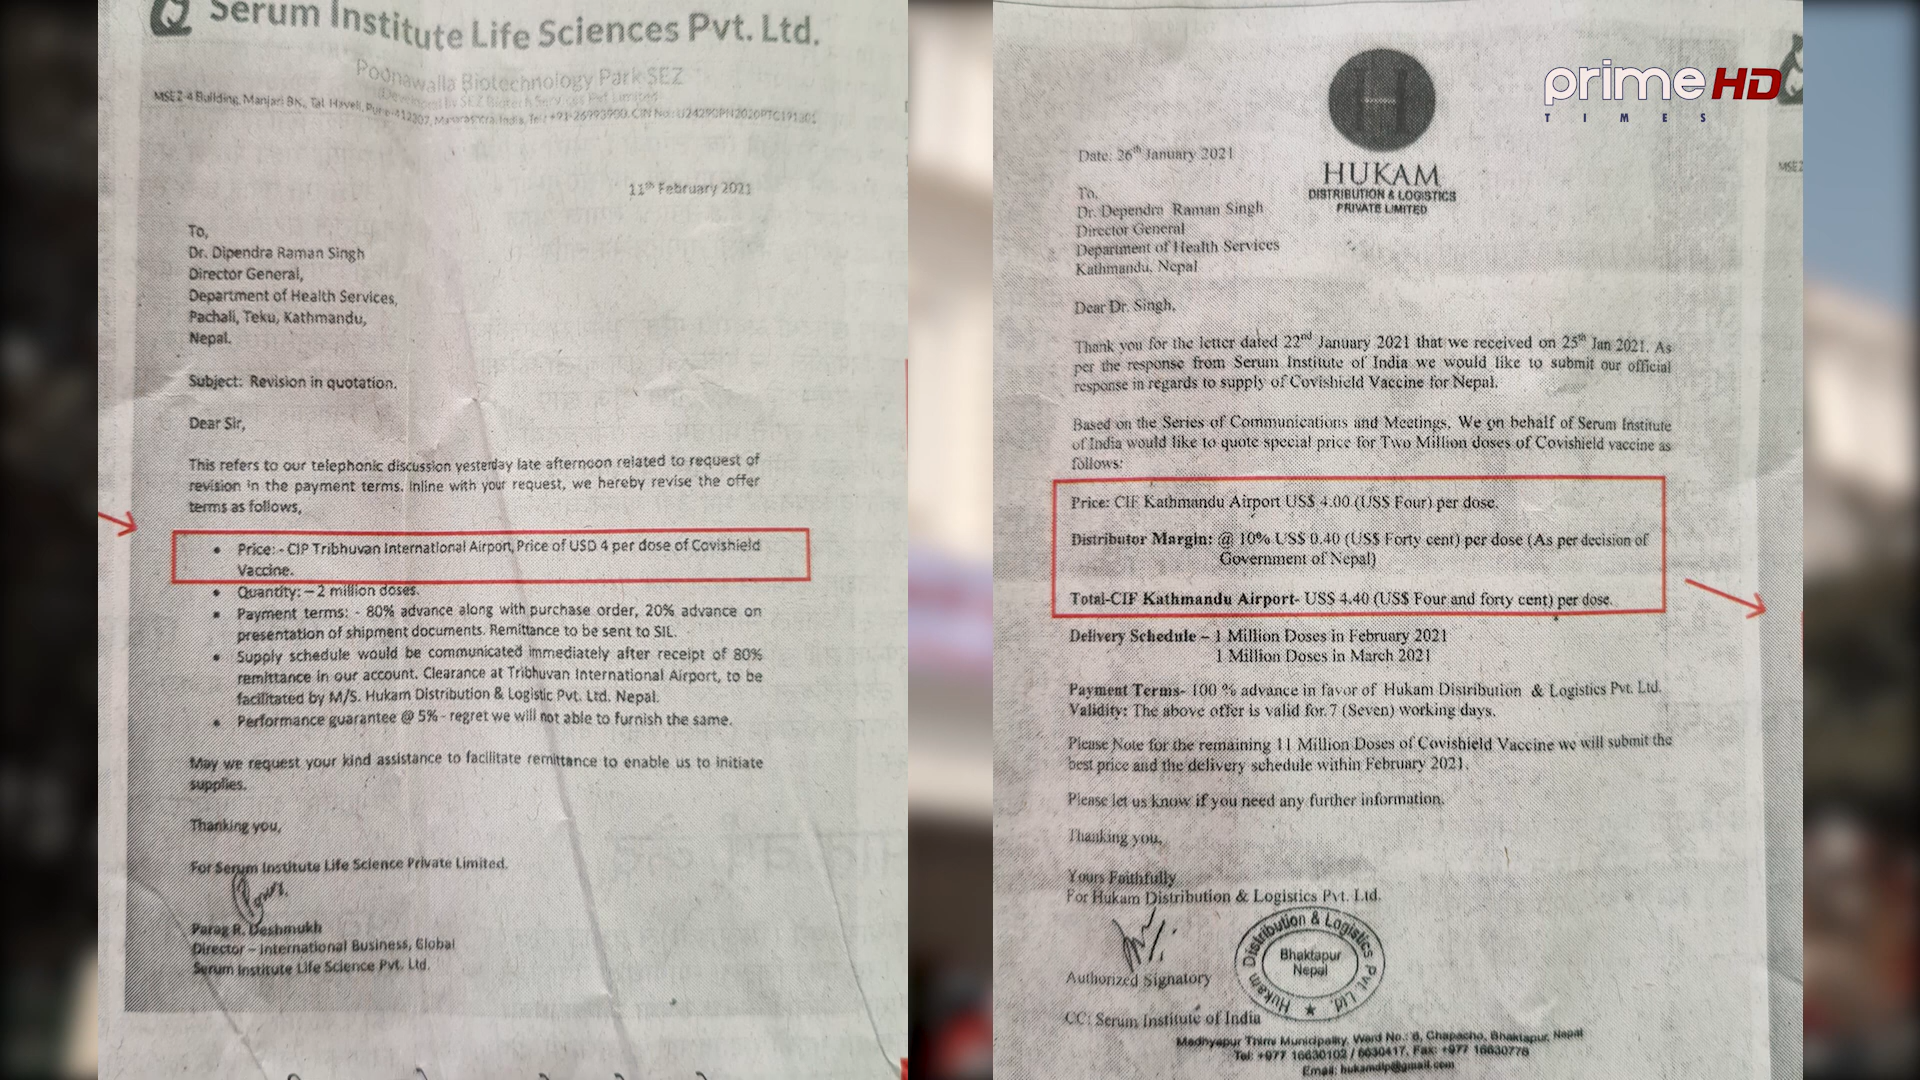 Serum Institute Life Sciences Pvt. Ltd.
Poonawalla Biotechnology Park SEZ
(Developed by SEZ Biotech Services Pvt Limited
MSEZ-4 Building, Manjari BK, Tal. Haveli, Pune-412307, Maharashtra, India, Tel: +91-26993900. CIN No.:
11th February 2021
To,
Dr. Dipendra Raman Singh
Director General,
Department of Health Services,
Pachali, Teku, Kathmandu,
Nepal.
Subject: Revision in quotation.
Dear Sir,
This refers to our telephonic discussion yesterday late afternoon related to request of
revision in the payment terms. Inline with your request, we hereby revise the offer
terms as follows,
• Price: - CIP Tribhuvan International Airport, Price of USD 4 per dose of Covishield
Vaccine.
• Quantity: – 2 million doses.
• Payment terms: - 80% advance along with purchase order, 20% advance on
presentation of shipment documents. Remittance to be sent to SIL.
• Supply schedule would be communicated immediately after receipt of 80%
remittance in our account. Clearance at Tribhuvan International Airport, to be
facilitated by M/S. Hukam Distribution & Logistic Pvt. Ltd. Nepal.
• Performance guarantee @ 5% - regret we will not able to furnish the same.
May we request your kind assistance to facilitate remittance to enable us to initiate
supplies.
Thanking you,
For Serum Institute Life Science Private Limited.
Parag R. Deshmukh
Director – International Business, Global
Serum Institute Life Science Pvt. Ltd.
prime HD
TIMES
H
HUKAM
DISTRIBUTION & LOGISTICS
PRIVATE LIMITED
Date: 26th January 2021
To,
Dr. Dependra Raman Singh
Director General
Department of Health Services
Kathmandu, Nepal
MSEZ
Dear Dr. Singh,
Thank you for the letter dated 22nd January 2021 that we received on 25th Jan 2021. As
per the response from Serum Institute of India we would like to submit our official
response in regards to supply of Covishield Vaccine for Nepal.
Based on the Series of Communications and Meetings, We on behalf of Serum Institute
of India would like to quote special price for Two Million doses of Covishield vaccine as
follows:
Price: CIF Kathmandu Airport US$ 4.00 (US$ Four) per dose.
Distributor Margin: @ 10% US$ 0.40 (US$ Forty cent) per dose (As per decision of
Government of Nepal)
Total-CIF Kathmandu Airport- US$ 4.40 (US$ Four and forty cent) per dose.
Delivery Schedule – 1 Million Doses in February 2021
1 Million Doses in March 2021
Payment Terms- 100 % advance in favor of Hukam Distribution & Logistics Pvt. Ltd.
Validity: The above offer is valid for 7 (Seven) working days.
Please Note for the remaining 11 Million Doses of Covishield Vaccine we will submit the
best price and the delivery schedule within February 2021.
Please let us know if you need any further information.
Thanking you,
Yours Faithfully
For Hukam Distribution & Logistics Pvt. Ltd.
Authorized Signatory
Hukam Distribution & Logistics Pvt. Ltd.
Bhaktapur
Nepal
CC: Serum Institute of India
Madhyapur Thimi Municipality, Ward No.: 6, Chapacho, Bhaktapur, Nepal
Tel: +977 16630102 / 6630417, Fax: +977 16630778
Email: hukamdlp@gmail.com